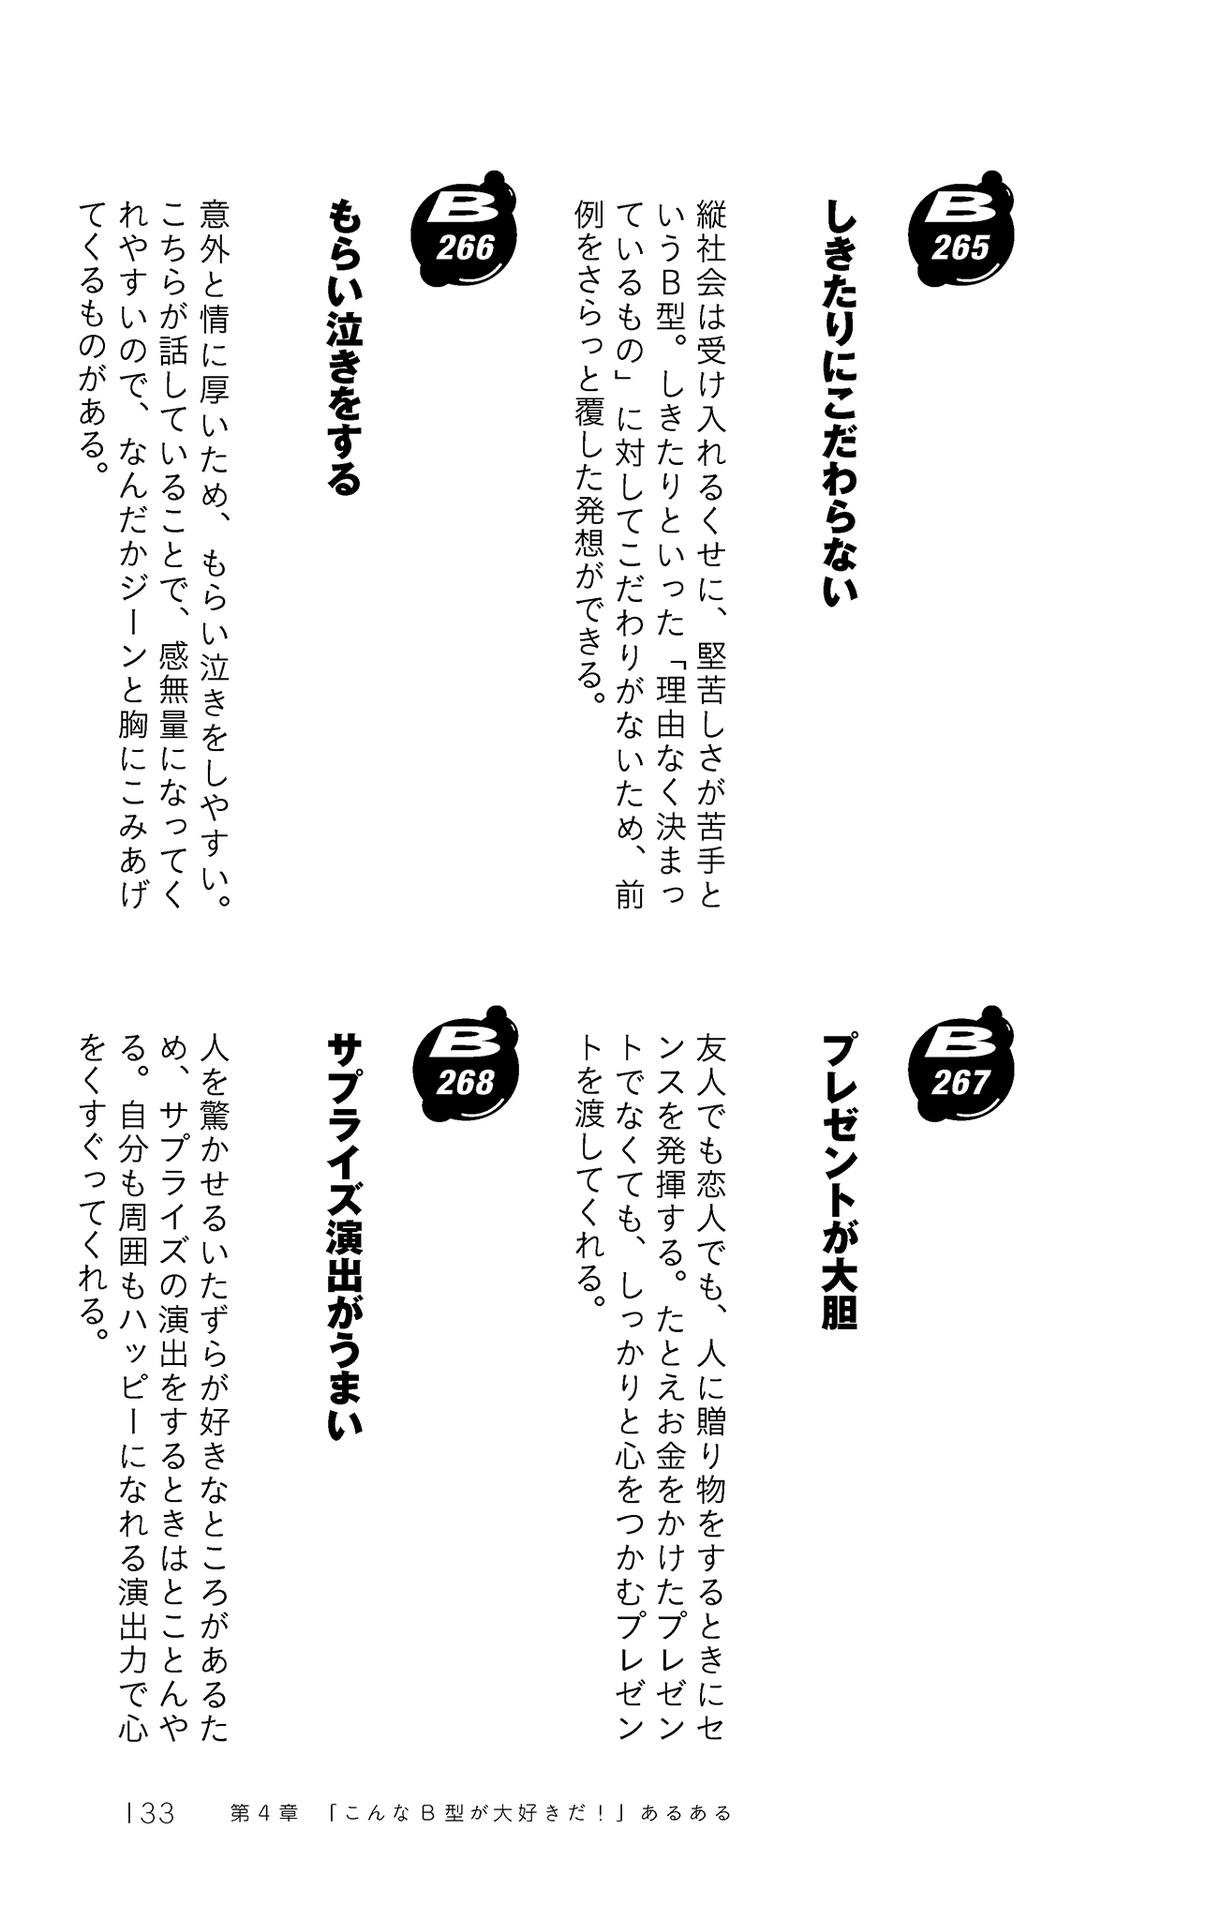 B
265
しきたりにこだわらない
縦社会は受け入れるくせに、堅苦しさが苦手と
いうB型。しきたりといった「理由なく決まっ
ているもの」に対してこだわりがないため、前
例をさらっと覆した発想ができる。
B
266
もらい泣きをする
意外と情に厚いため、もらい泣きをしやすい。
こちらが話していることで、感無量になってく
れやすいので、なんだかジーンと胸にこみあげ
てくるものがある。
B
267
プレゼントが大胆
友人でも恋人でも、人に贈り物をするときにセ
ンスを発揮する。たとえお金をかけたプレゼン
トでなくても、しっかりと心をつかむプレゼン
トを渡してくれる。
B
268
サプライズ演出がうまい
人を驚かせるいたずらが好きなところがあるた
め、サプライズの演出をするときはとことんや
る。自分も周囲もハッピーになれる演出力で心
をくすぐってくれる。
133 第4章 「こんなB型が大好きだ!」あるある